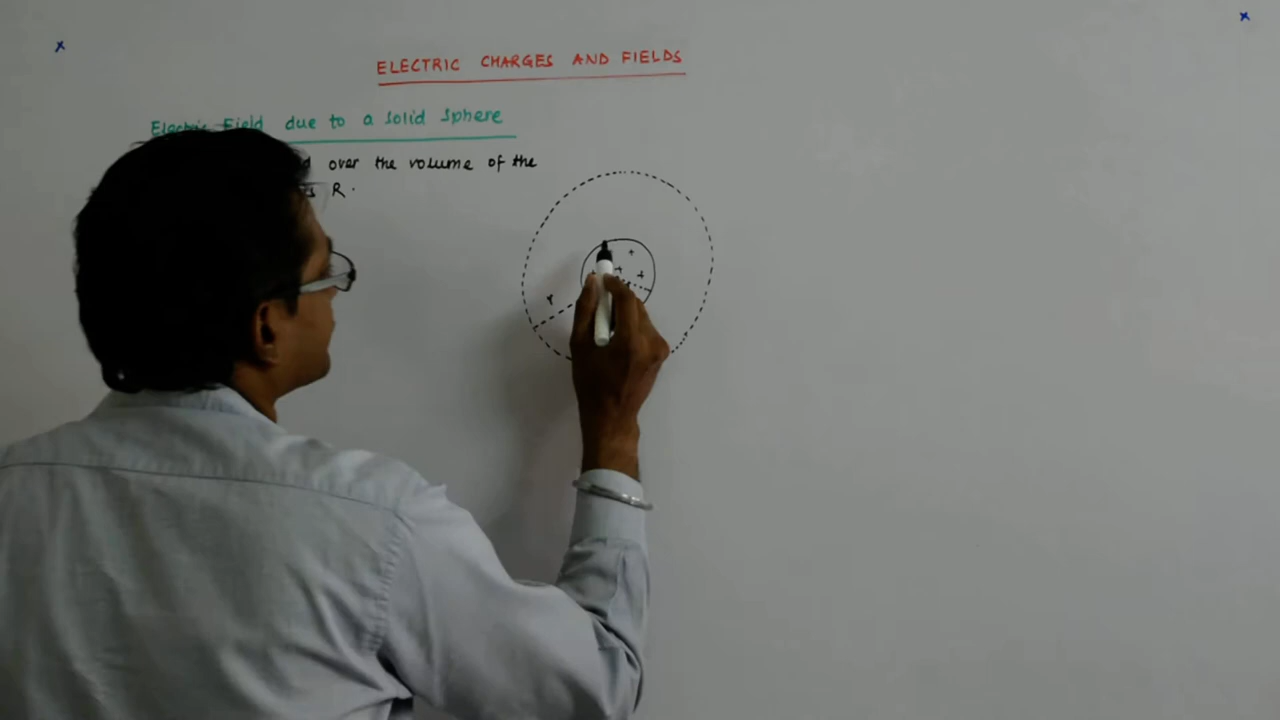 x
x
ELECTRIC CHARGES AND FIELDS
Electric Field due to a solid sphere
over the volume of the
R.
r